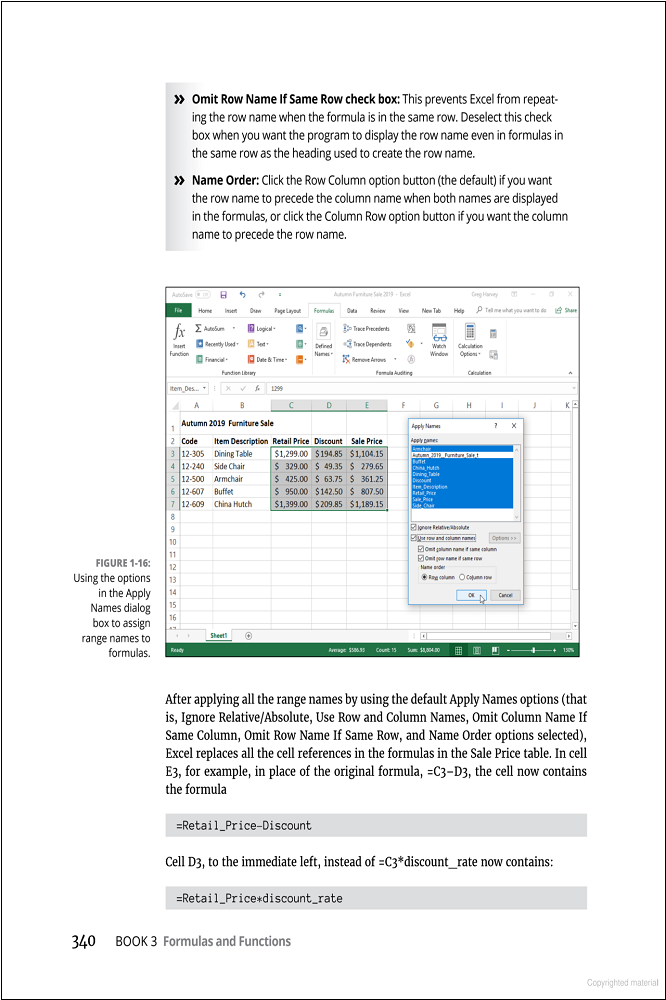 » Omit Row Name If Same Row check box: This prevents Excel from repeat-
ing the row name when the formula is in the same row. Deselect this check
box when you want the program to display the row name even in formulas in
the same row as the heading used to create the row name.
» Name Order: Click the Row Column option button (the default) if you want
the row name to precede the column name when both names are displayed
in the formulas, or click the Column Row option button if you want the column
name to precede the row name.
AutoSave Autumn Furniture Sale 2019 - Excel Greg Harvey
File Home Insert Draw Page Layout Formulas Data Review View New Tab Help Tell me what you want to do Share
AutoSum Logical Trace Precedents
Recently Used Text Trace Dependents
Financial Date & Time Remove Arrows
Insert Function
Defined Names
Watch Window
Calculation Options
Function Library Formula Auditing Calculation
Item_Des... fx 1299
A B C D E F G H I J K
1 Autumn 2019 Furniture Sale
2 Code Item Description Retail Price Discount Sale Price
3 12-305 Dining Table $1,299.00 $194.85 $1,104.15
4 12-240 Side Chair $ 329.00 $ 49.35 $ 279.65
5 12-500 Armchair $ 425.00 $ 63.75 $ 361.25
6 12-607 Buffet $ 950.00 $142.50 $ 807.50
7 12-609 China Hutch $1,399.00 $209.85 $1,189.15
8
9
10
11
12
13
14
15
16
17
Apply Names ? ×
Apply names:
Armchair
Autumn_2019__Furniture_Sale_t
Buffet
China_Hutch
Dining_Table
Discount
Item_Description
Retail_Price
Sale_Price
Side_Chair
Ignore Relative/Absolute
Use row and column names Options >>
Omit column name if same column
Omit row name if same row
Name order
Row column Column row
OK Cancel
Sheet1
Ready Average: $586.93 Count: 15 Sum: $8,804.00 130%
FIGURE 1-16:
Using the options
in the Apply
Names dialog
box to assign
range names to
formulas.
After applying all the range names by using the default Apply Names options (that
is, Ignore Relative/Absolute, Use Row and Column Names, Omit Column Name If
Same Column, Omit Row Name If Same Row, and Name Order options selected),
Excel replaces all the cell references in the formulas in the Sale Price table. In cell
E3, for example, in place of the original formula, =C3–D3, the cell now contains
the formula
=Retail_Price–Discount
Cell D3, to the immediate left, instead of =C3*discount_rate now contains:
=Retail_Price*discount_rate
340 BOOK 3 Formulas and Functions
Copyrighted material